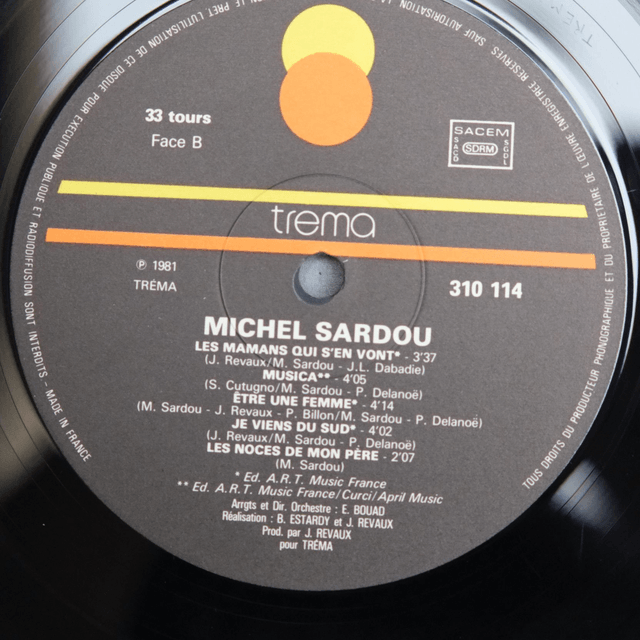 33 tours
Face B
SACEM
SACD
SDRM
SGDL
trema
℗ 1981
TRÉMA
310 114
MICHEL SARDOU
LES MAMANS QUI S'EN VONT* - 3'37
(J. Revaux/M. Sardou - J.L. Dabadie)
MUSICA** - 4'05
(S. Cutugno/M. Sardou - P. Delanoë)
ÊTRE UNE FEMME* - 4'14
(M. Sardou - J. Revaux - P. Billon/M. Sardou - P. Delanoë)
JE VIENS DU SUD* - 4'02
(J. Revaux/M. Sardou - P. Delanoë)
LES NOCES DE MON PÈRE - 2'07
(M. Sardou)
* Ed. A.R.T. Music France
** Ed. A.R.T. Music France/Curci/April Music
Arrgts et Dir. Orchestre : E. BOUAD
Réalisation : B. ESTARDY et J. REVAUX
Prod. par J. REVAUX
pour TRÉMA
TOUS DROITS DU PRODUCTEUR PHONOGRAPHIQUE ET DU PROPRIETAIRE DE L'ŒUVRE ENREGISTRÉE RÉSERVÉS SAUF AUTORISATION
LE PRET L'UTILISATION DE CE DISQUE POUR EXECUTION PUBLIQUE ET RADIODIFFUSION SONT INTERDITS - MADE IN FRANCE